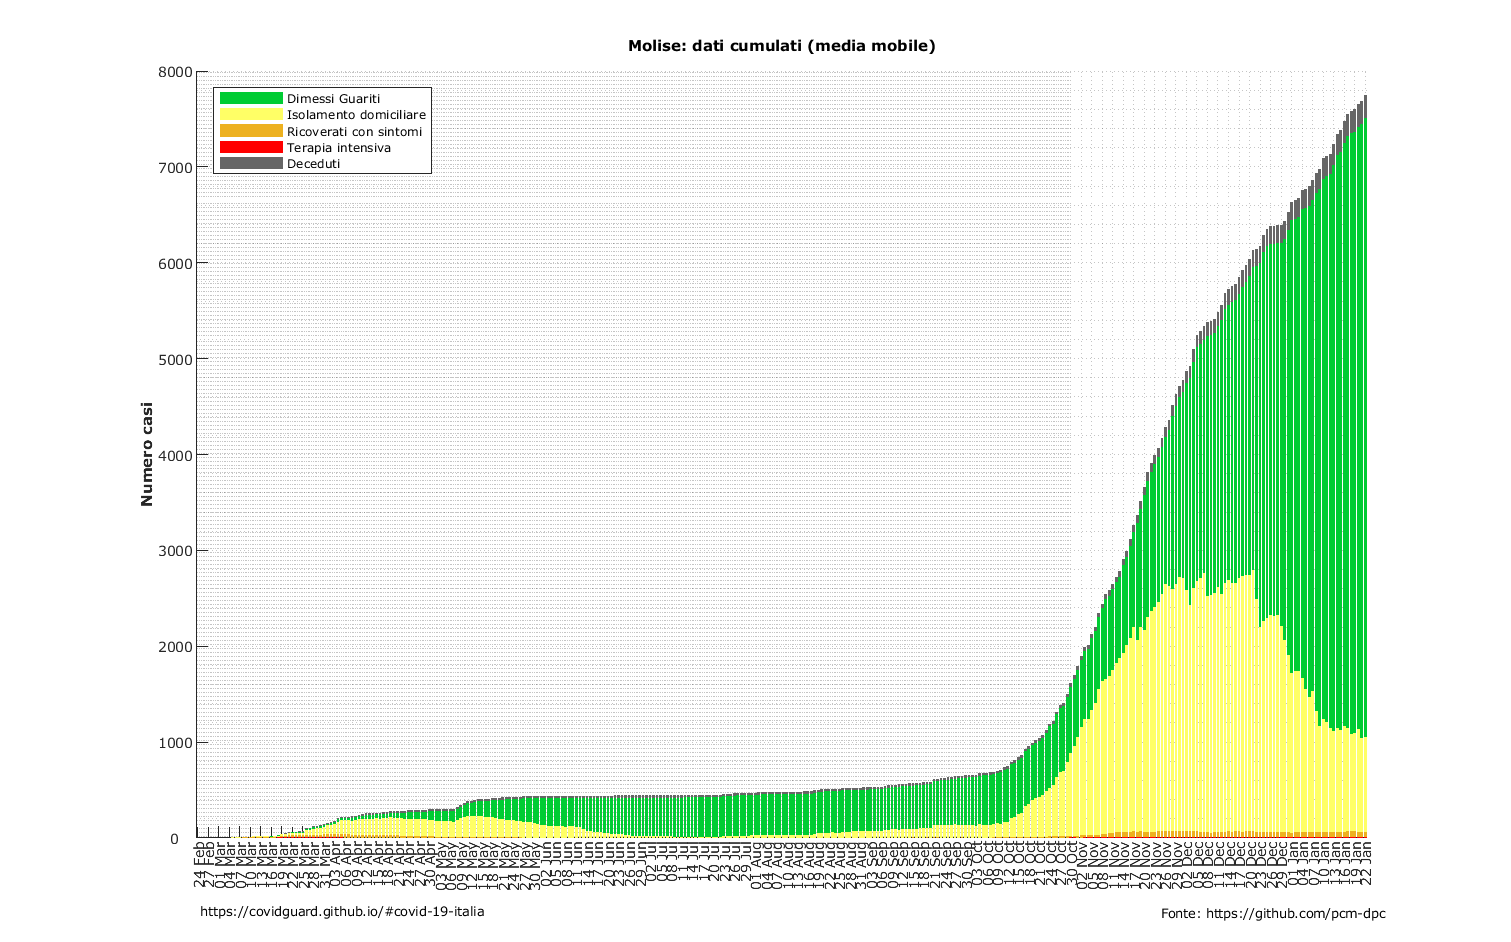 Molise: dati cumulati (media mobile)
8000
7000
6000
5000
4000
3000
2000
1000
0
Numero casi
Dimessi Guariti
Isolamento domiciliare
Ricoverati con sintomi
Terapia intensiva
Deceduti
24 Feb
27 Feb
01 Mar
04 Mar
07 Mar
10 Mar
13 Mar
16 Mar
19 Mar
22 Mar
25 Mar
28 Mar
31 Mar
03 Apr
06 Apr
09 Apr
12 Apr
15 Apr
18 Apr
21 Apr
24 Apr
27 Apr
30 Apr
03 May
06 May
09 May
12 May
15 May
18 May
21 May
24 May
27 May
30 May
02 Jun
05 Jun
08 Jun
11 Jun
14 Jun
17 Jun
20 Jun
23 Jun
26 Jun
29 Jun
02 Jul
05 Jul
08 Jul
11 Jul
14 Jul
17 Jul
20 Jul
23 Jul
26 Jul
29 Jul
01 Aug
04 Aug
07 Aug
10 Aug
13 Aug
16 Aug
19 Aug
22 Aug
25 Aug
28 Aug
31 Aug
03 Sep
06 Sep
09 Sep
12 Sep
15 Sep
18 Sep
21 Sep
24 Sep
27 Sep
30 Sep
03 Oct
06 Oct
09 Oct
12 Oct
15 Oct
18 Oct
21 Oct
24 Oct
27 Oct
30 Oct
02 Nov
05 Nov
08 Nov
11 Nov
14 Nov
17 Nov
20 Nov
23 Nov
26 Nov
29 Nov
02 Dec
05 Dec
08 Dec
11 Dec
14 Dec
17 Dec
20 Dec
23 Dec
26 Dec
29 Dec
01 Jan
04 Jan
07 Jan
10 Jan
13 Jan
16 Jan
19 Jan
22 Jan
https://covidguard.github.io/#covid-19-italia
Fonte: https://github.com/pcm-dpc